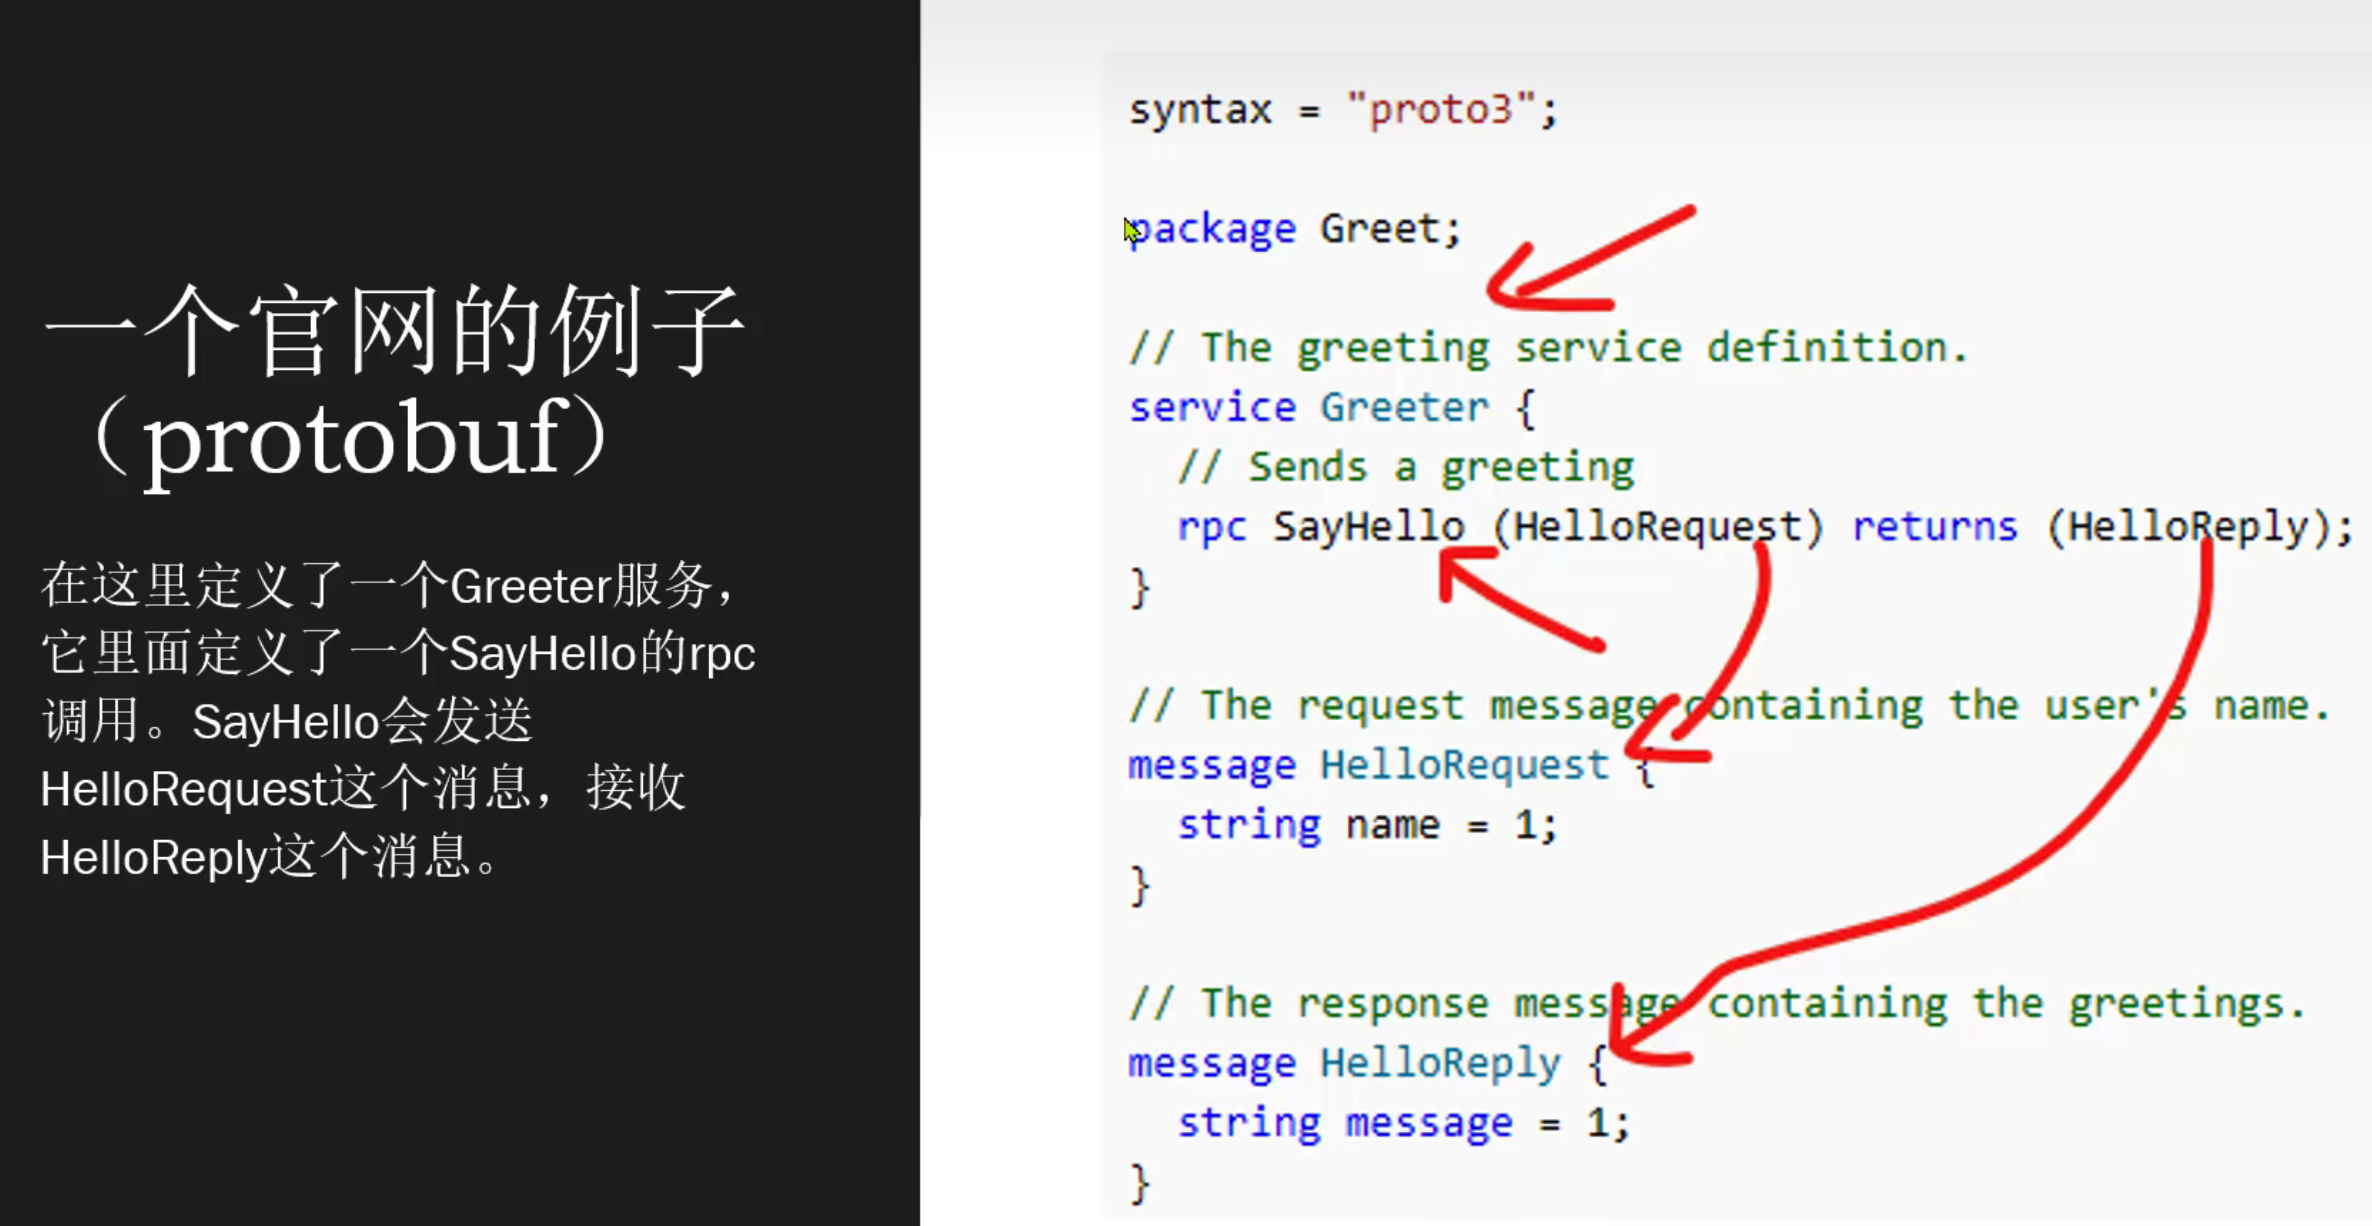 一个官网的例子
（protobuf）
在这里定义了一个Greeter服务，
它里面定义了一个SayHello的rpc
调用。SayHello会发送
HelloRequest这个消息，接收
HelloReply这个消息。
syntax = "proto3";
package Greet;
// The greeting service definition.
service Greeter {
  // Sends a greeting
  rpc SayHello (HelloRequest) returns (HelloReply);
}
// The request message containing the user's name.
message HelloRequest {
  string name = 1;
}
// The response message containing the greetings.
message HelloReply {
  string message = 1;
}